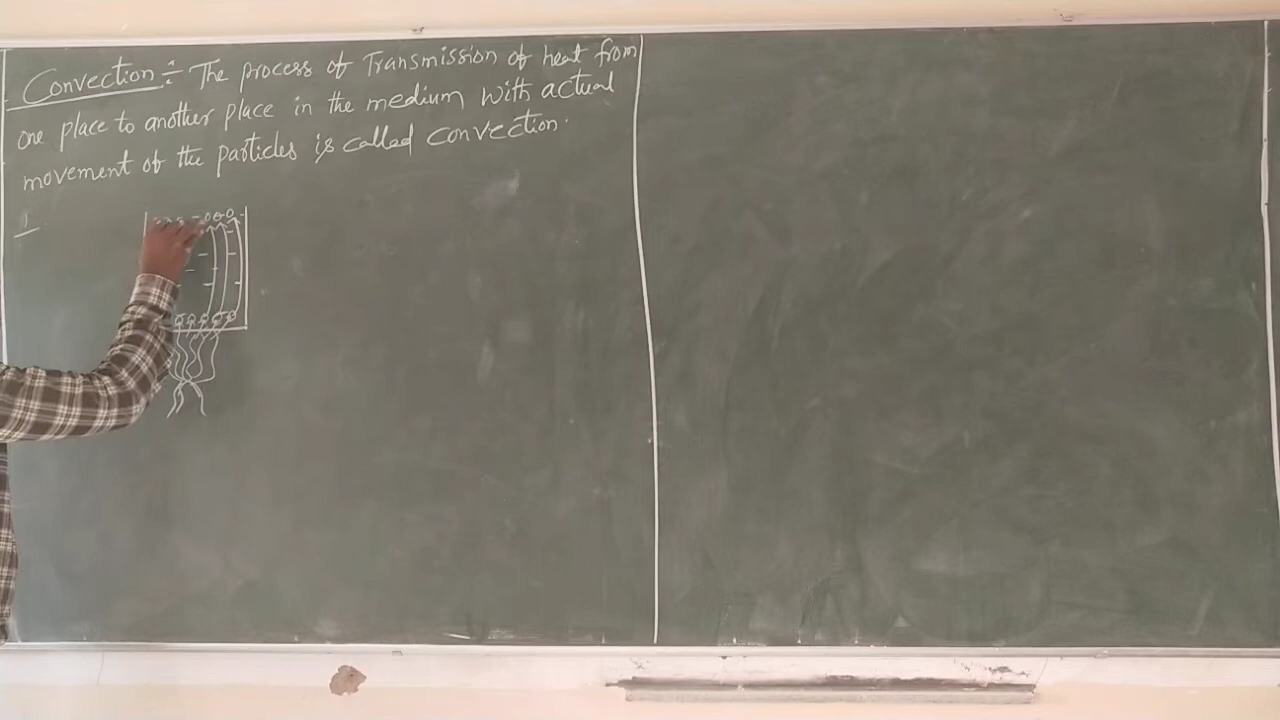 Convection :- The process of Transmission of heat from
one place to another place in the medium with actual
movement of the particles is called convection.